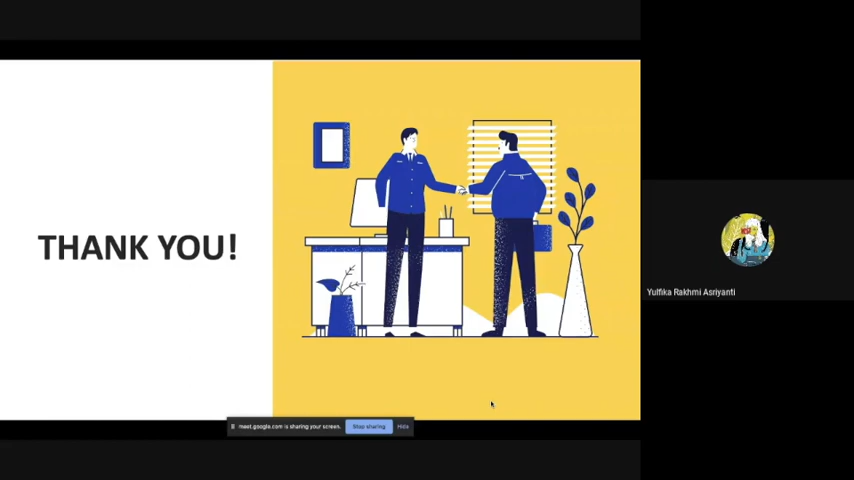 THANK YOU!
Yulfika Rakhmi Asriyanti
meet.google.com is sharing your screen.
Stop sharing
Hide